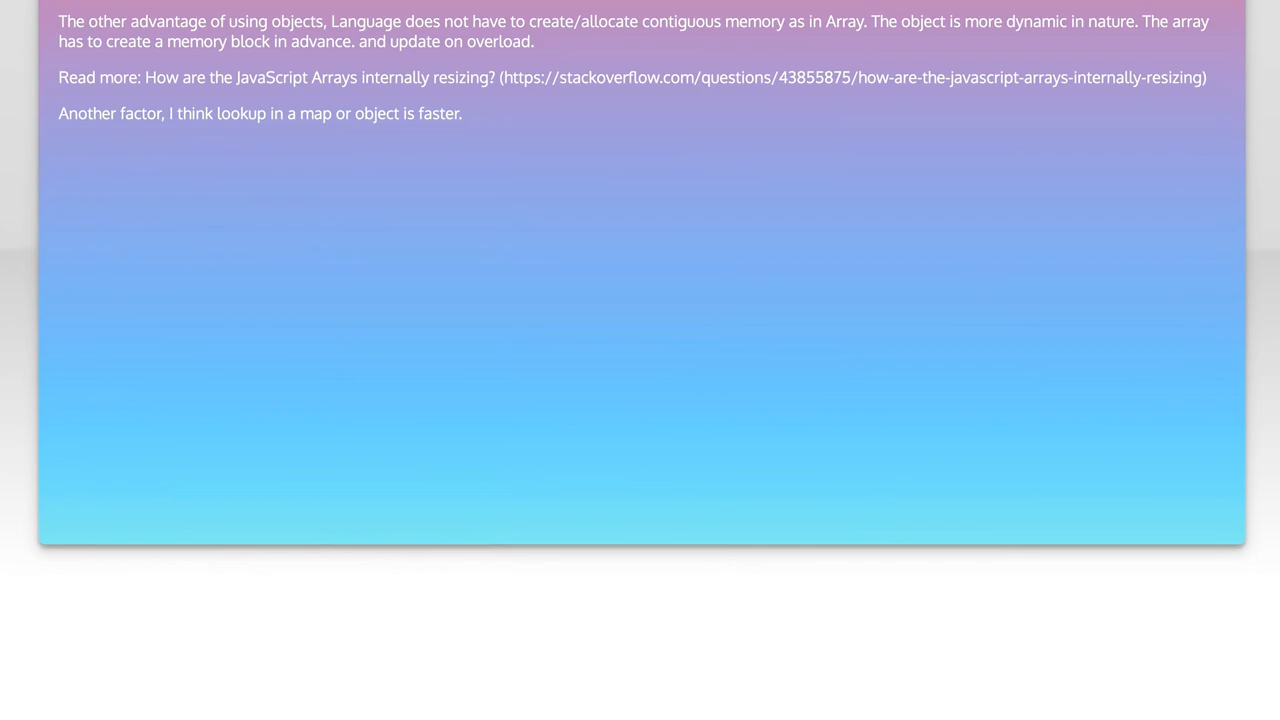 The other advantage of using objects, Language does not have to create/allocate contiguous memory as in Array. The object is more dynamic in nature. The array
has to create a memory block in advance. and update on overload.
Read more: How are the JavaScript Arrays internally resizing? (https://stackoverflow.com/questions/43855875/how-are-the-javascript-arrays-internally-resizing)
Another factor, I think lookup in a map or object is faster.